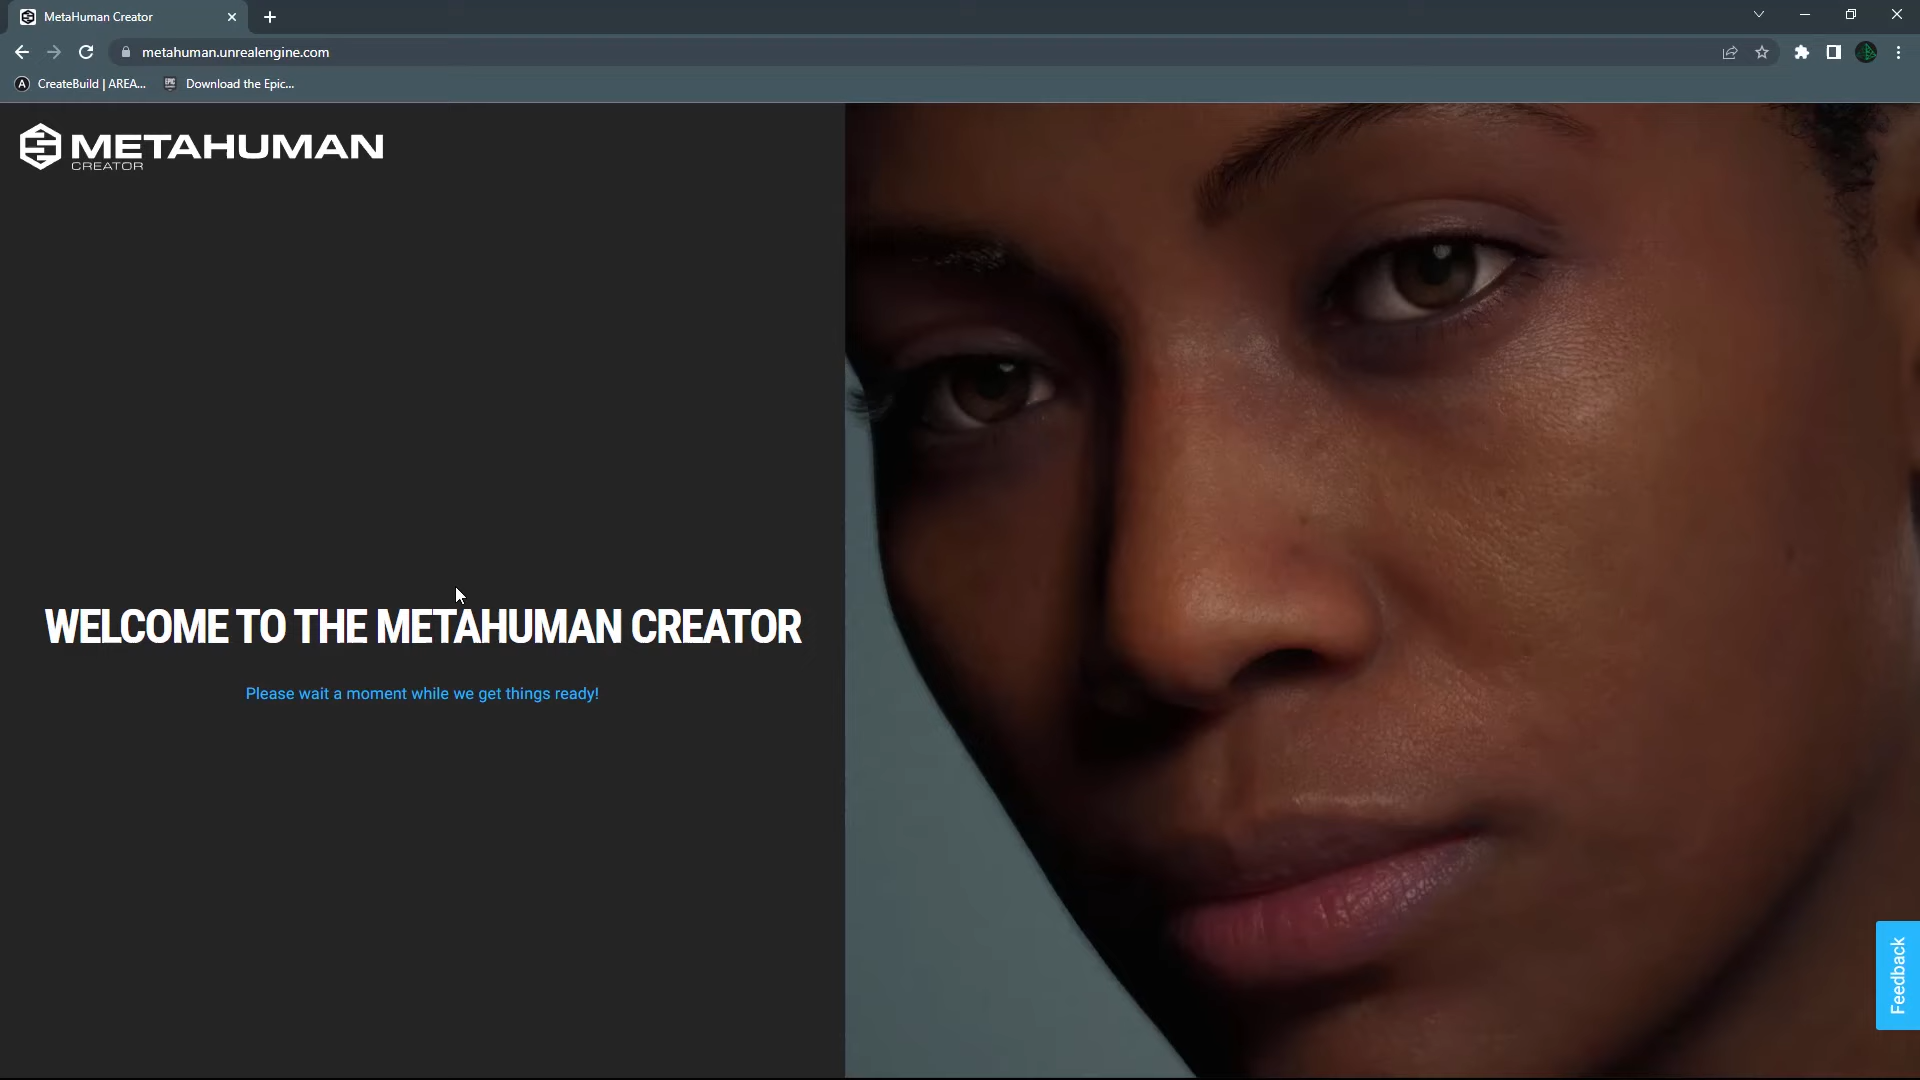 MetaHuman Creator
metahuman.unrealengine.com
A CreateBuild | AREA...
EPIC Download the Epic...
METAHUMAN
CREATOR
WELCOME TO THE METAHUMAN CREATOR
Please wait a moment while we get things ready!
Feedback